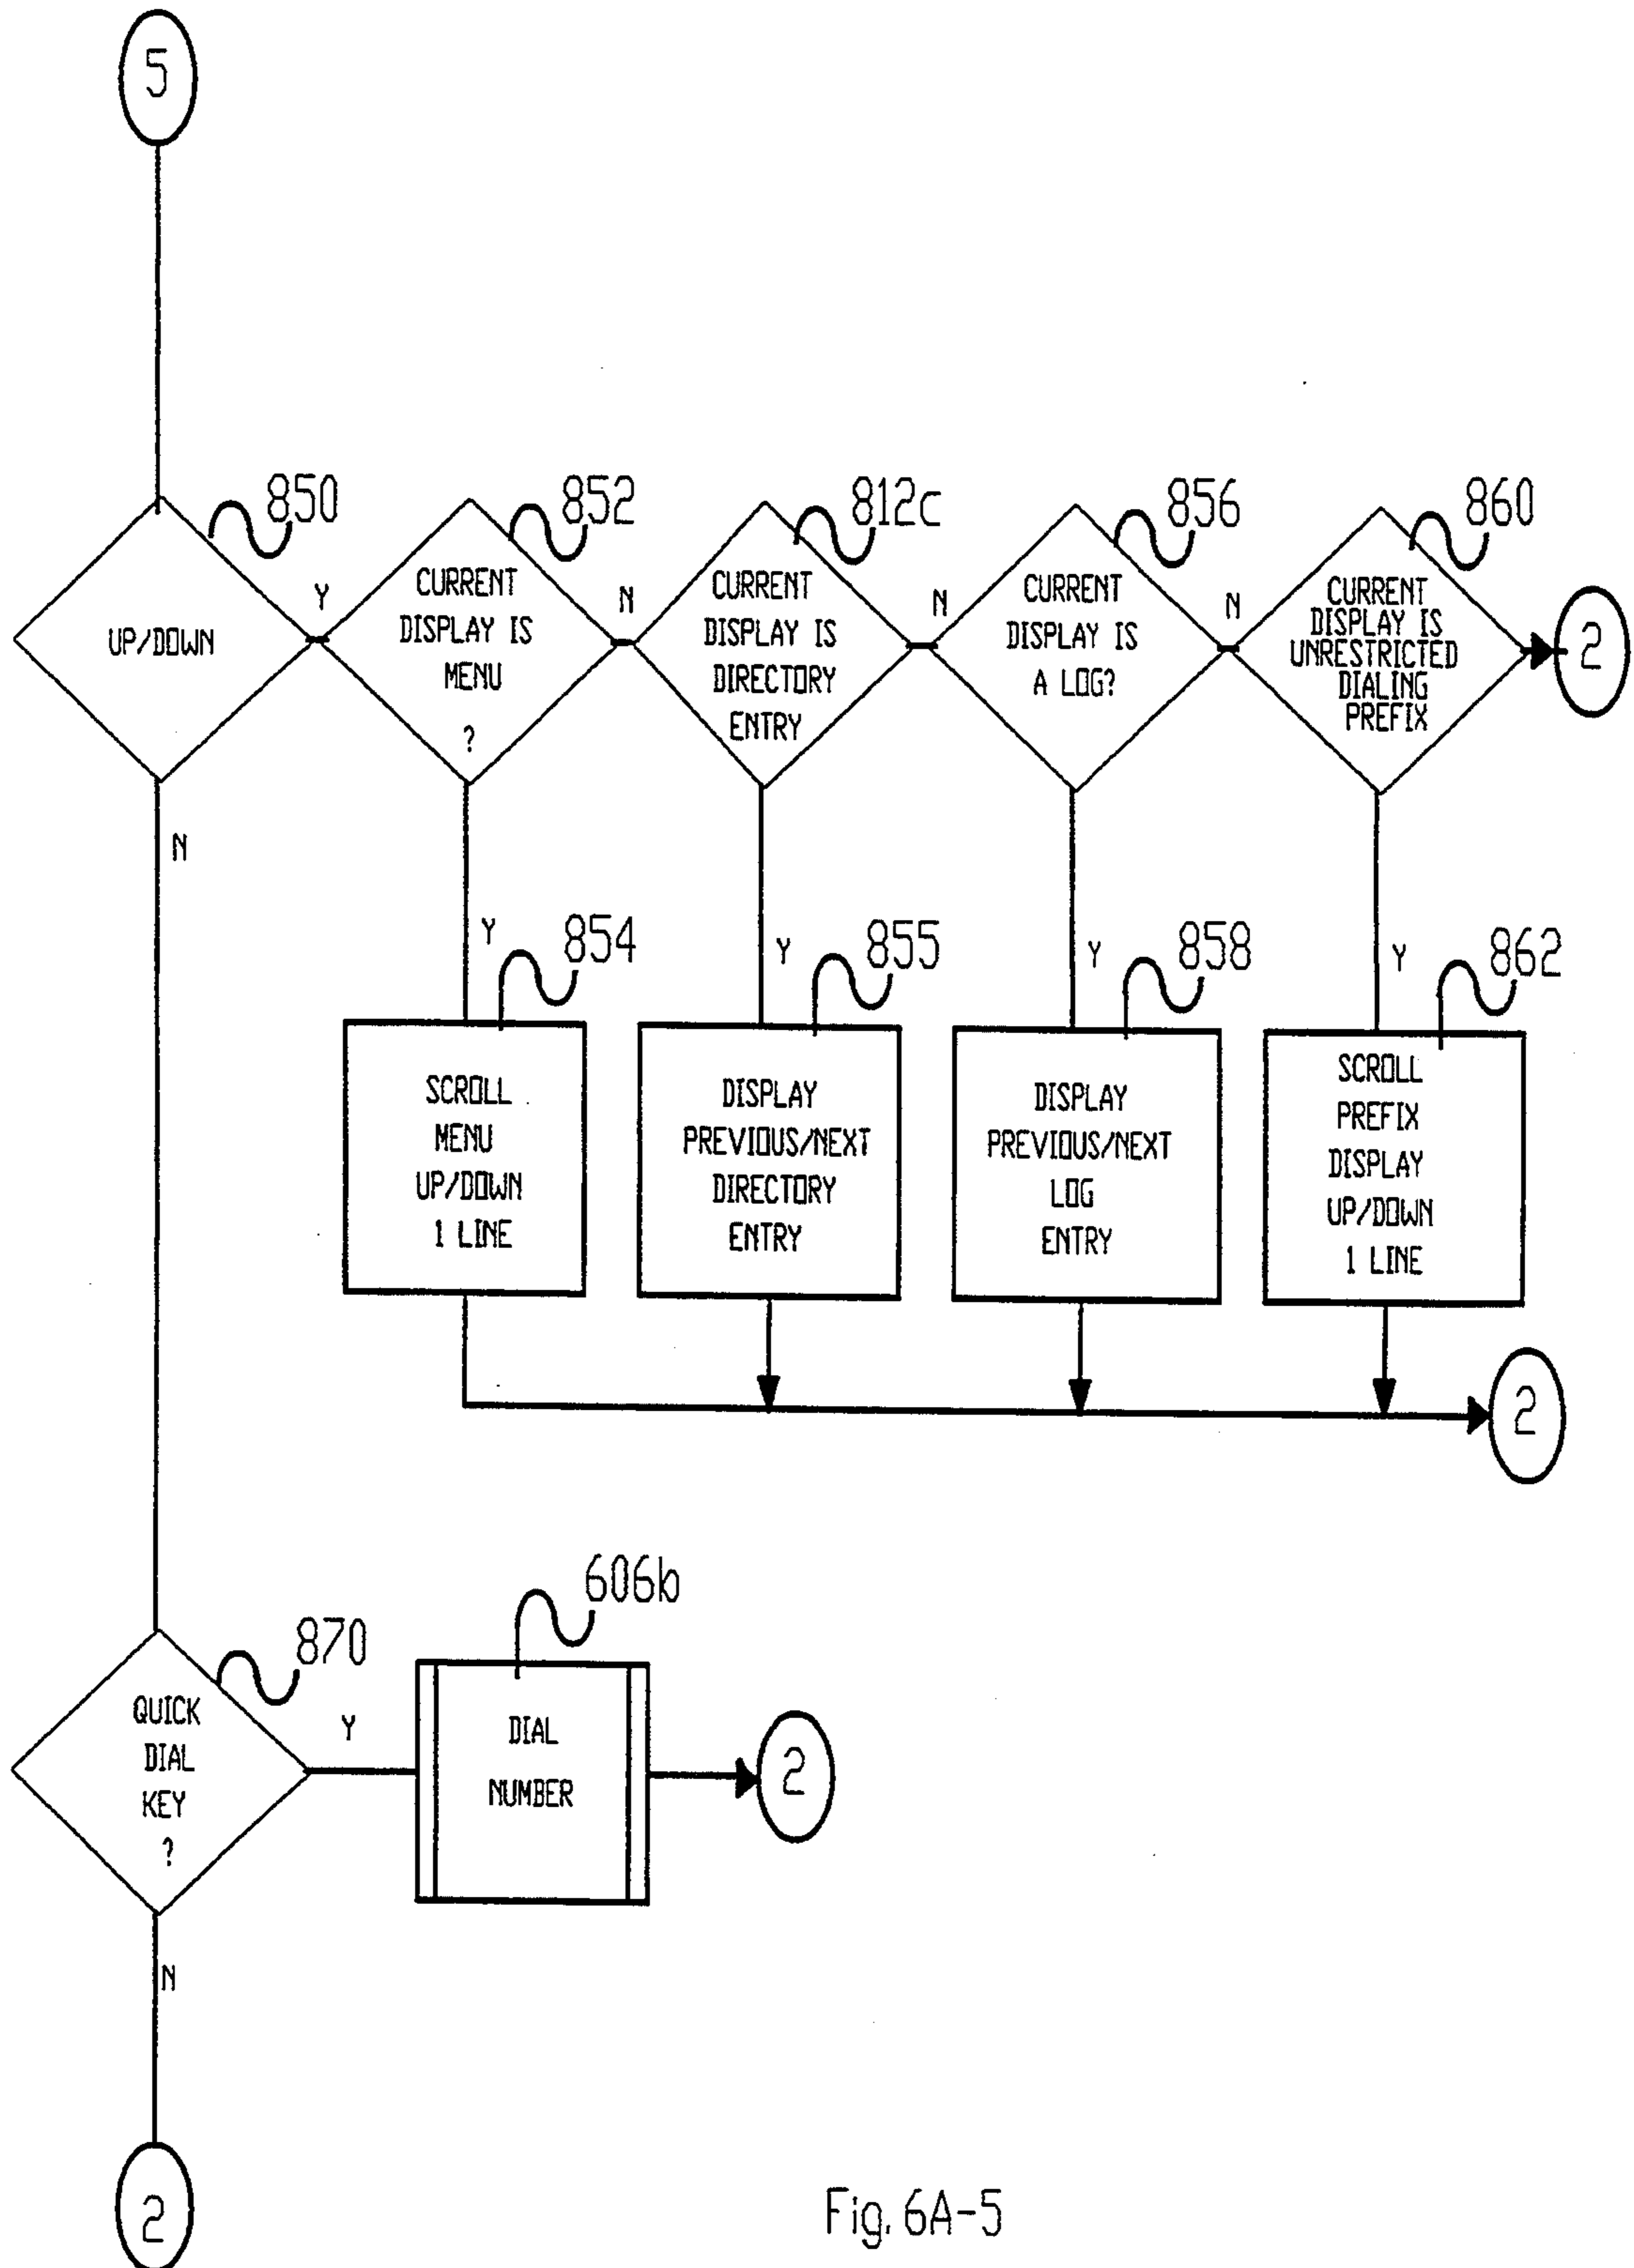 5
850
UP/DOWN
Y
N
852
CURRENT
DISPLAY IS
MENU
?
N
Y
812c
CURRENT
DISPLAY IS
DIRECTORY
ENTRY
N
Y
856
CURRENT
DISPLAY IS
A LOG?
N
Y
860
CURRENT
DISPLAY IS
UNRESTRICTED
DIALING
PREFIX
Y
2
854
SCROLL
MENU
UP/DOWN
1 LINE
855
DISPLAY
PREVIOUS/NEXT
DIRECTORY
ENTRY
858
DISPLAY
PREVIOUS/NEXT
LOG
ENTRY
862
SCROLL
PREFIX
DISPLAY
UP/DOWN
1 LINE
2
870
QUICK
DIAL
KEY
?
Y
606b
DIAL
NUMBER
2
N
2
Fig. 6A-5